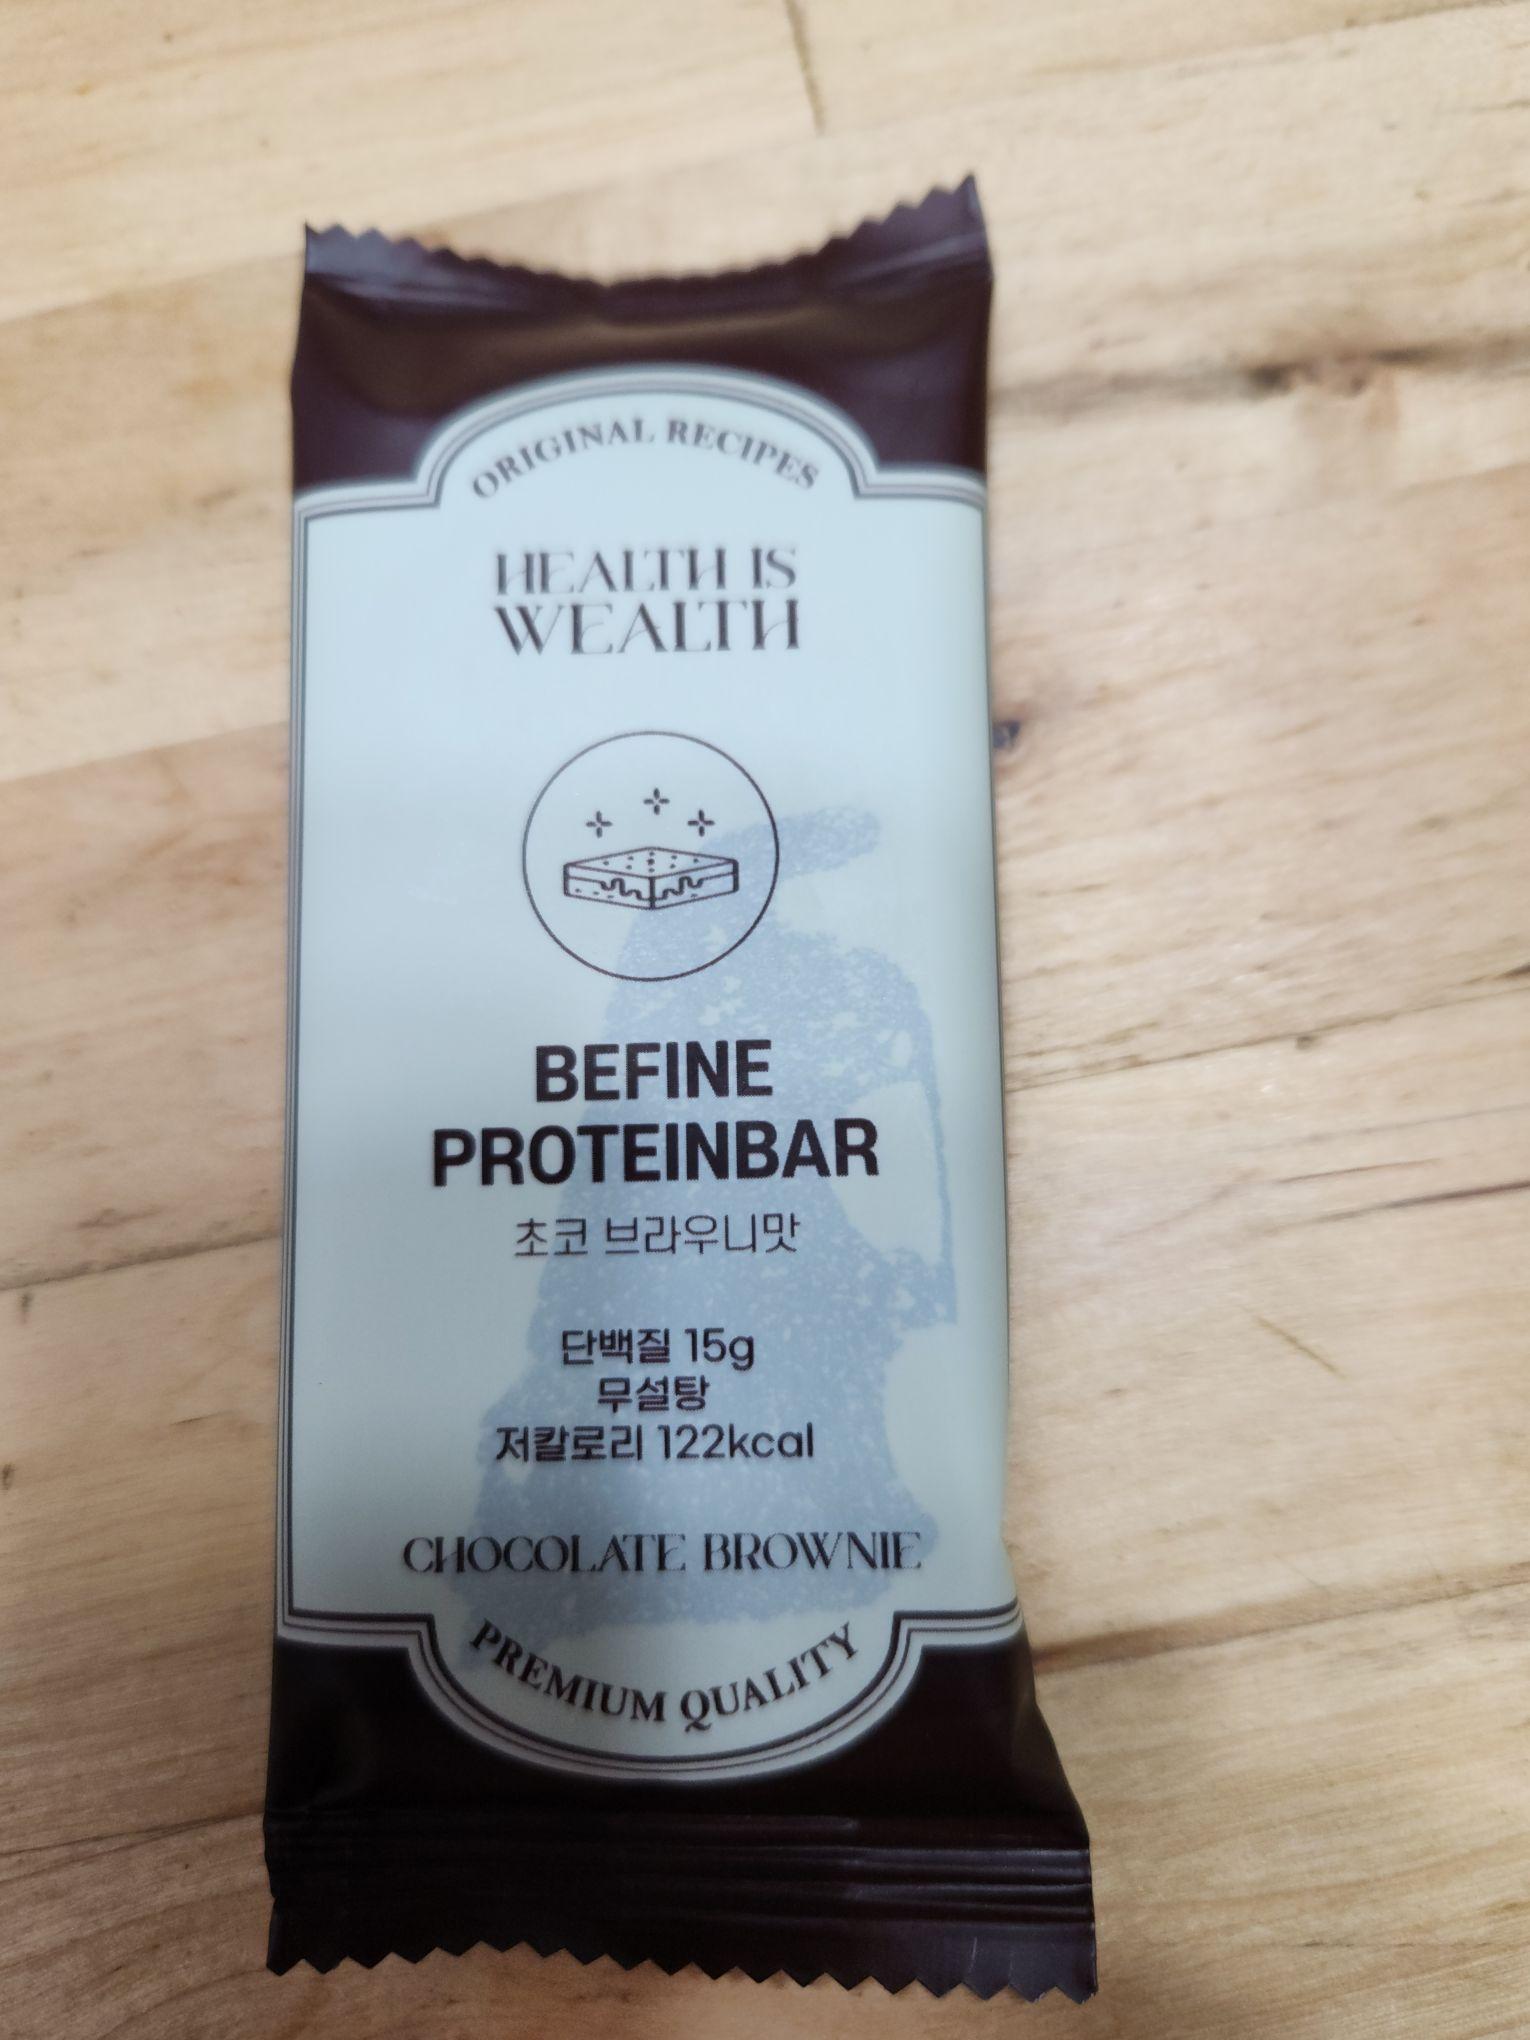 ORIGINAL RECIPES
HEALTH IS
WEALTH
BEFINE
PROTEINBAR
초코 브라우니맛
단백질 15g
무설탕
저칼로리 122kcal
CHOCOLATE BROWNIE
PREMIUM QUALITY